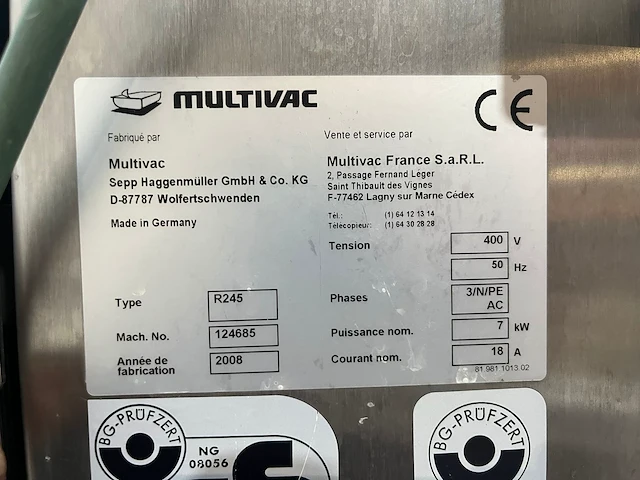 MULTIVAC
CE
Fabriqué par
Multivac
Sepp Haggenmüller GmbH & Co. KG
D-87787 Wolfertschwenden
Made in Germany
Vente et service par
Multivac France S.a.R.L.
2, Passage Fernand Léger
Saint Thibault des Vignes
F-77462 Lagny sur Marne Cédex
Tél.: (1) 64 12 13 14
Télecopieur: (1) 64 30 28 28
Tension 400 V
50 Hz
Type R245
Phases 3/N/PE
AC
Mach. No. 124685
Puissance nom. 7 kW
Année de
fabrication 2008
Courant nom. 18 A
81.981.1013.02
BG-PRÜFZERT
NG
08056
BG-PRÜFZERT